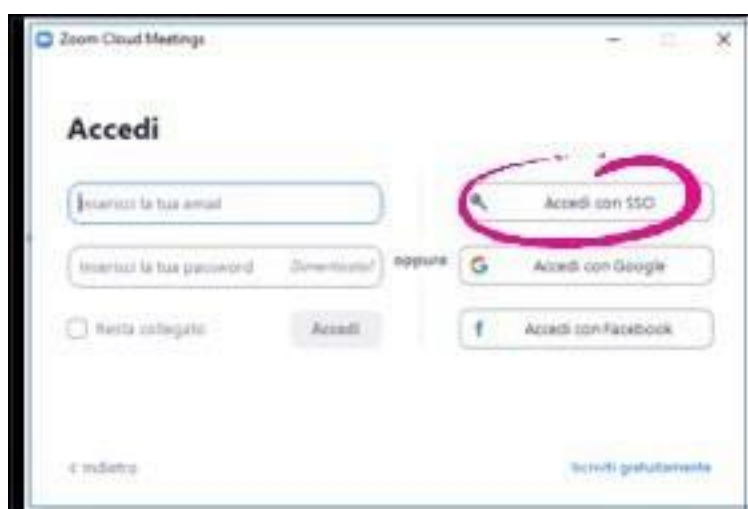 Zoom Cloud Meetings
Accedi
Inserisci la tua email
Accedi con SSO
Inserisci la tua password Dimenticata?
oppure
Accedi con Google
Resta collegato
Accedi
Accedi con Facebook
< Indietro
Iscriviti gratuitamente